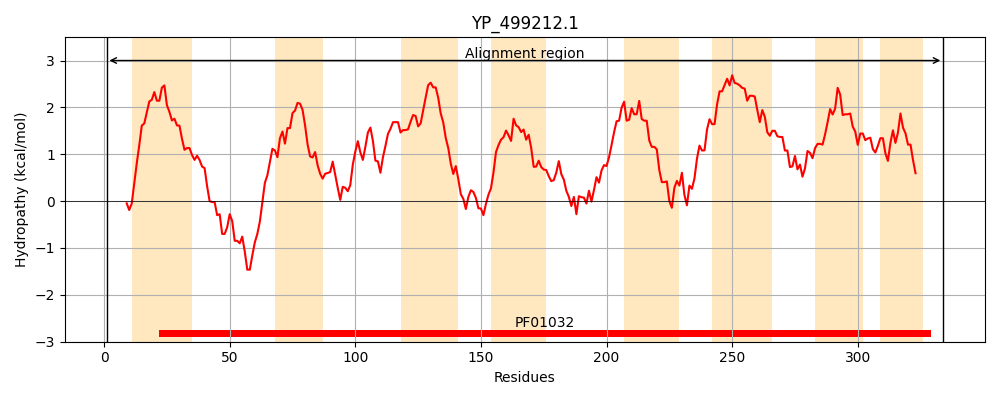 YP_499212.1
Alignment region
3
2
1
0
−1
−2
−3
Hydropathy (kcal/mol)
PF01032
0 50 100 150 200 250 300
Residues